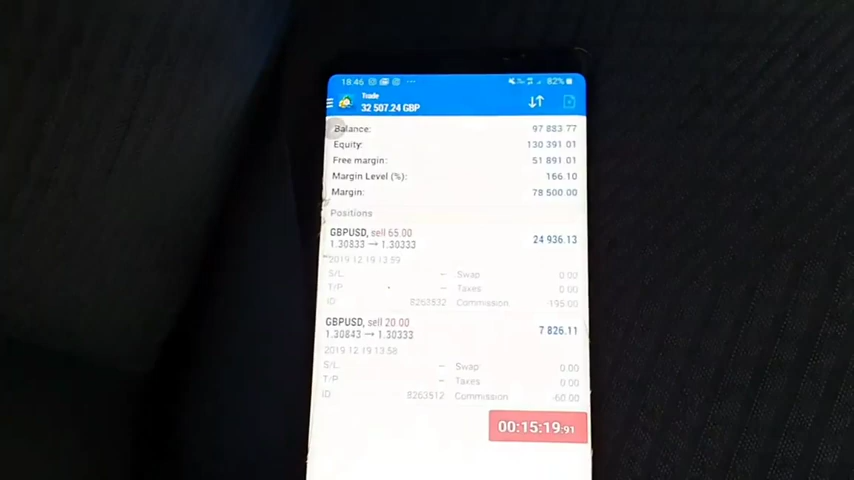 18:46 82%
Trade
32 507.24 GBP
Balance: 97 883.77
Equity: 130 391.01
Free margin: 51 891.01
Margin Level (%): 166.10
Margin: 78 500.00
Positions
GBPUSD, sell 65.00
1.30833 → 1.30333 24 936.13
2019.12.19 13:59
S/L: – Swap 0.00
T/P: – Taxes 0.00
ID: 8263532 Commission -195.00
GBPUSD, sell 20.00
1.30843 → 1.30333 7 826.11
2019.12.19 13:58
S/L: – Swap 0.00
T/P: – Taxes 0.00
ID: 8263512 Commission -60.00
00:15:19.91